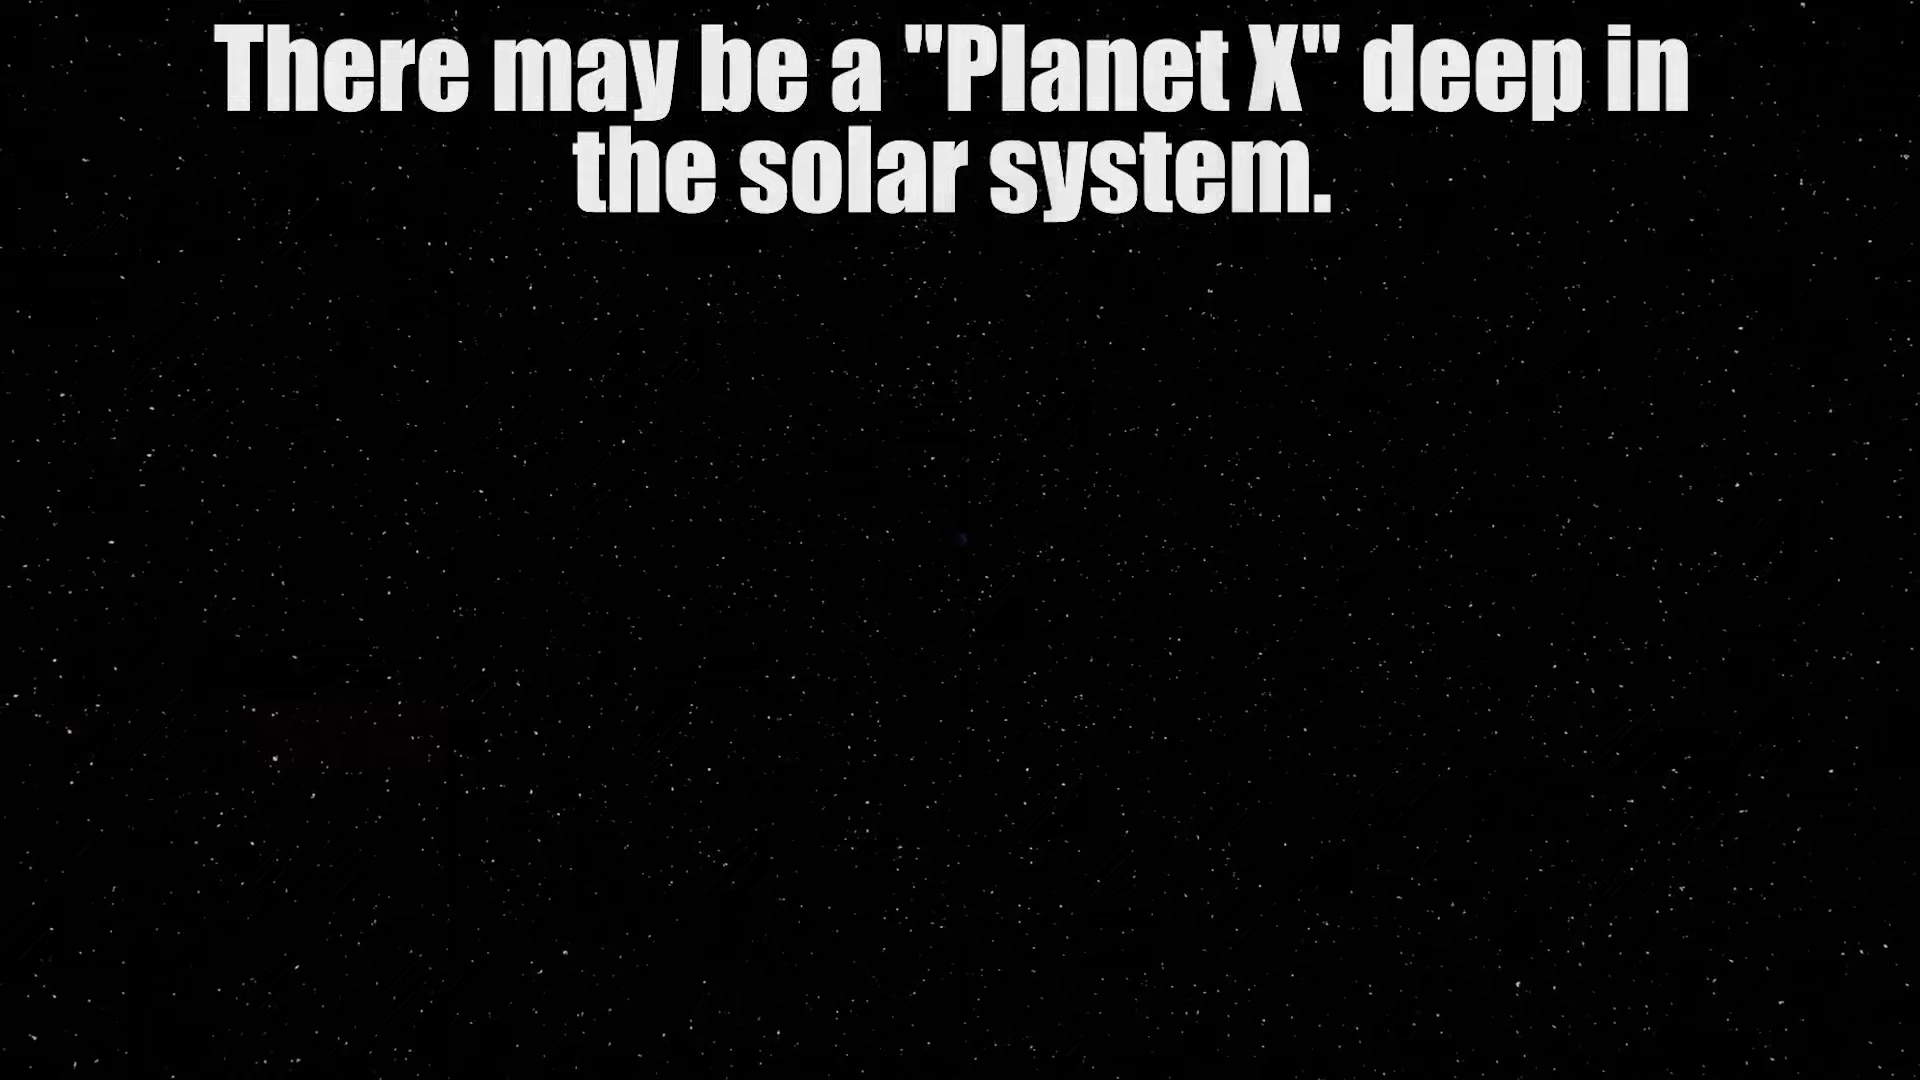 There may be a "Planet X" deep in
the solar system.